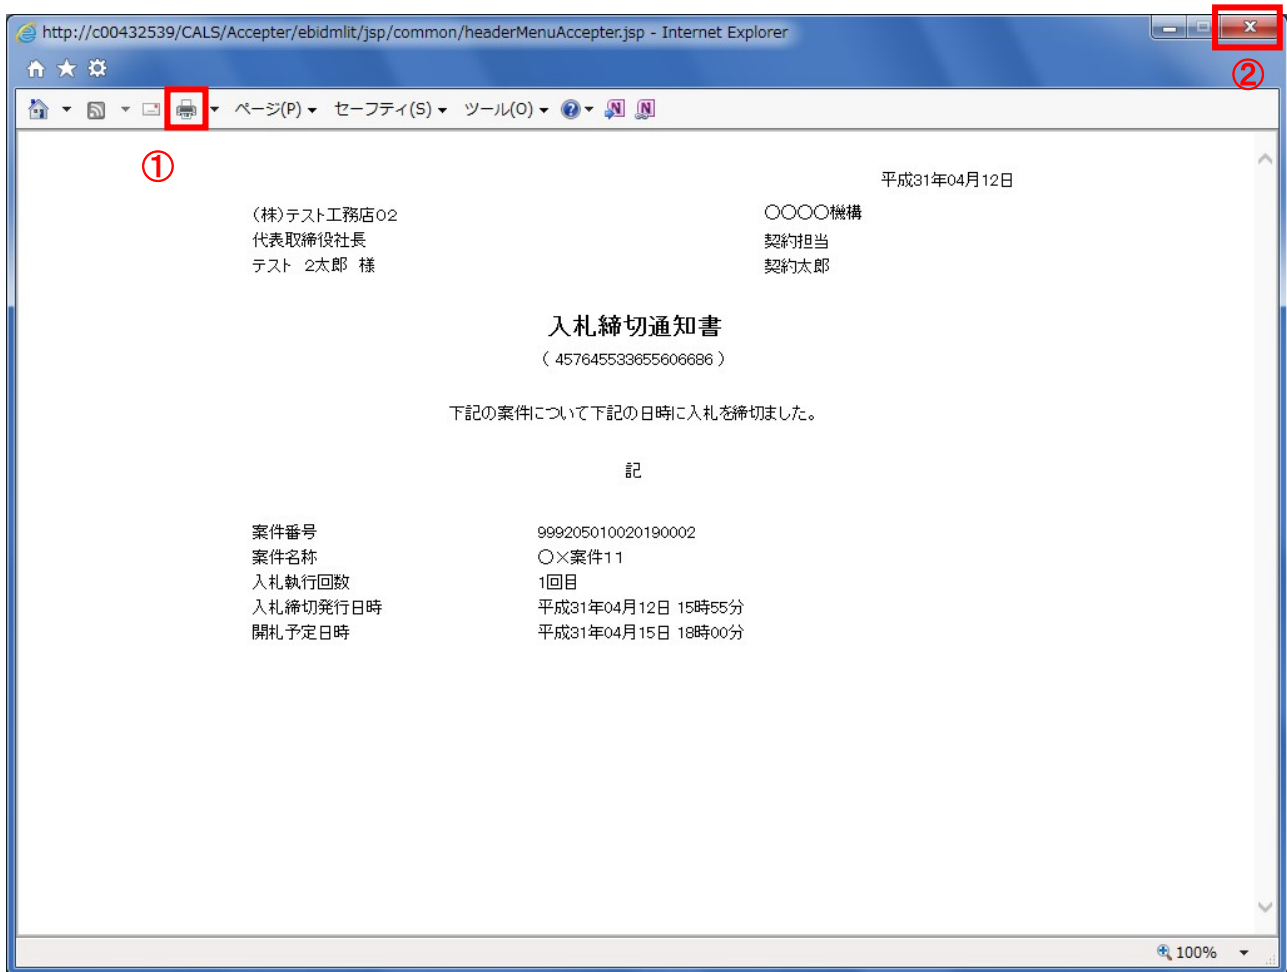 http://c00432539/CALS/Accepter/ebidmlit/jsp/common/headerMenuAccepter.jsp - Internet Explorer
②
ページ(P) セーフティ(S) ツール(O)
①
平成31年04月12日
(株)テスト工務店02 〇〇〇〇機構
代表取締役社長 契約担当
テスト 2太郎 様 契約太郎
入札締切通知書
( 457645533655606686 )
下記の案件について下記の日時に入札を締切ました。
記
案件番号 999205010020190002
案件名称 〇×案件11
入札執行回数 1回目
入札締切発行日時 平成31年04月12日 15時55分
開札予定日時 平成31年04月15日 18時00分
100%